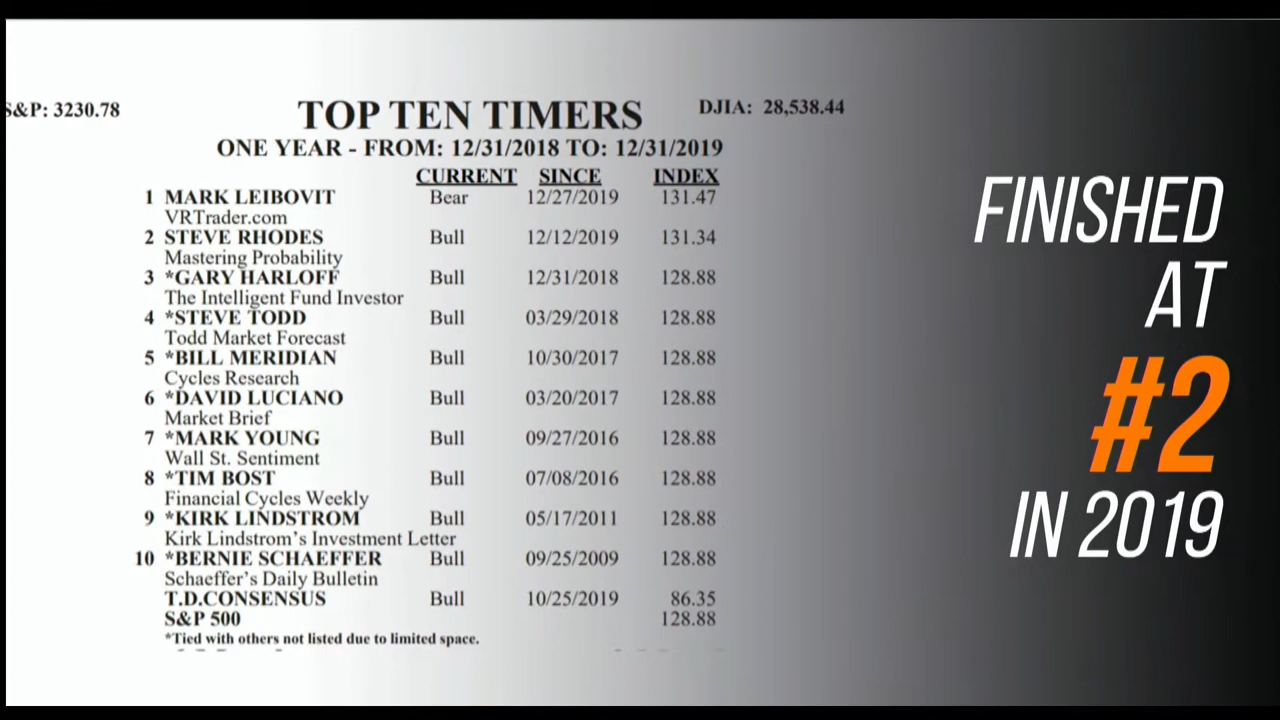 S&P: 3230.78
TOP TEN TIMERS
DJIA: 28,538.44
ONE YEAR - FROM: 12/31/2018 TO: 12/31/2019
CURRENT SINCE INDEX
1 MARK LEIBOVIT Bear 12/27/2019 131.47
VRTrader.com
2 STEVE RHODES Bull 12/12/2019 131.34
Mastering Probability
3 *GARY HARLOFF Bull 12/31/2018 128.88
The Intelligent Fund Investor
4 *STEVE TODD Bull 03/29/2018 128.88
Todd Market Forecast
5 *BILL MERIDIAN Bull 10/30/2017 128.88
Cycles Research
6 *DAVID LUCIANO Bull 03/20/2017 128.88
Market Brief
7 *MARK YOUNG Bull 09/27/2016 128.88
Wall St. Sentiment
8 *TIM BOST Bull 07/08/2016 128.88
Financial Cycles Weekly
9 *KIRK LINDSTROM Bull 05/17/2011 128.88
Kirk Lindstrom's Investment Letter
10 *BERNIE SCHAEFFER Bull 09/25/2009 128.88
Schaeffer's Daily Bulletin
T.D.CONSENSUS Bull 10/25/2019 86.35
S&P 500 128.88
*Tied with others not listed due to limited space.
FINISHED
AT
#2
IN 2019